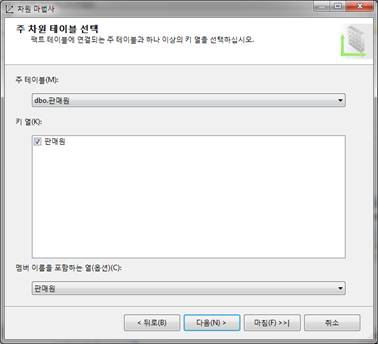 차원 마법사
주 차원 테이블 선택
팩트 테이블에 연결되는 주 테이블과 하나 이상의 키 열을 선택하십시오.
주 테이블(M):
dbo.판매원
키 열(K):
판매원
멤버 이름을 포함하는 열(옵션)(C):
판매원
< 뒤로(B)
다음(N) >
마침(F) >>|
취소